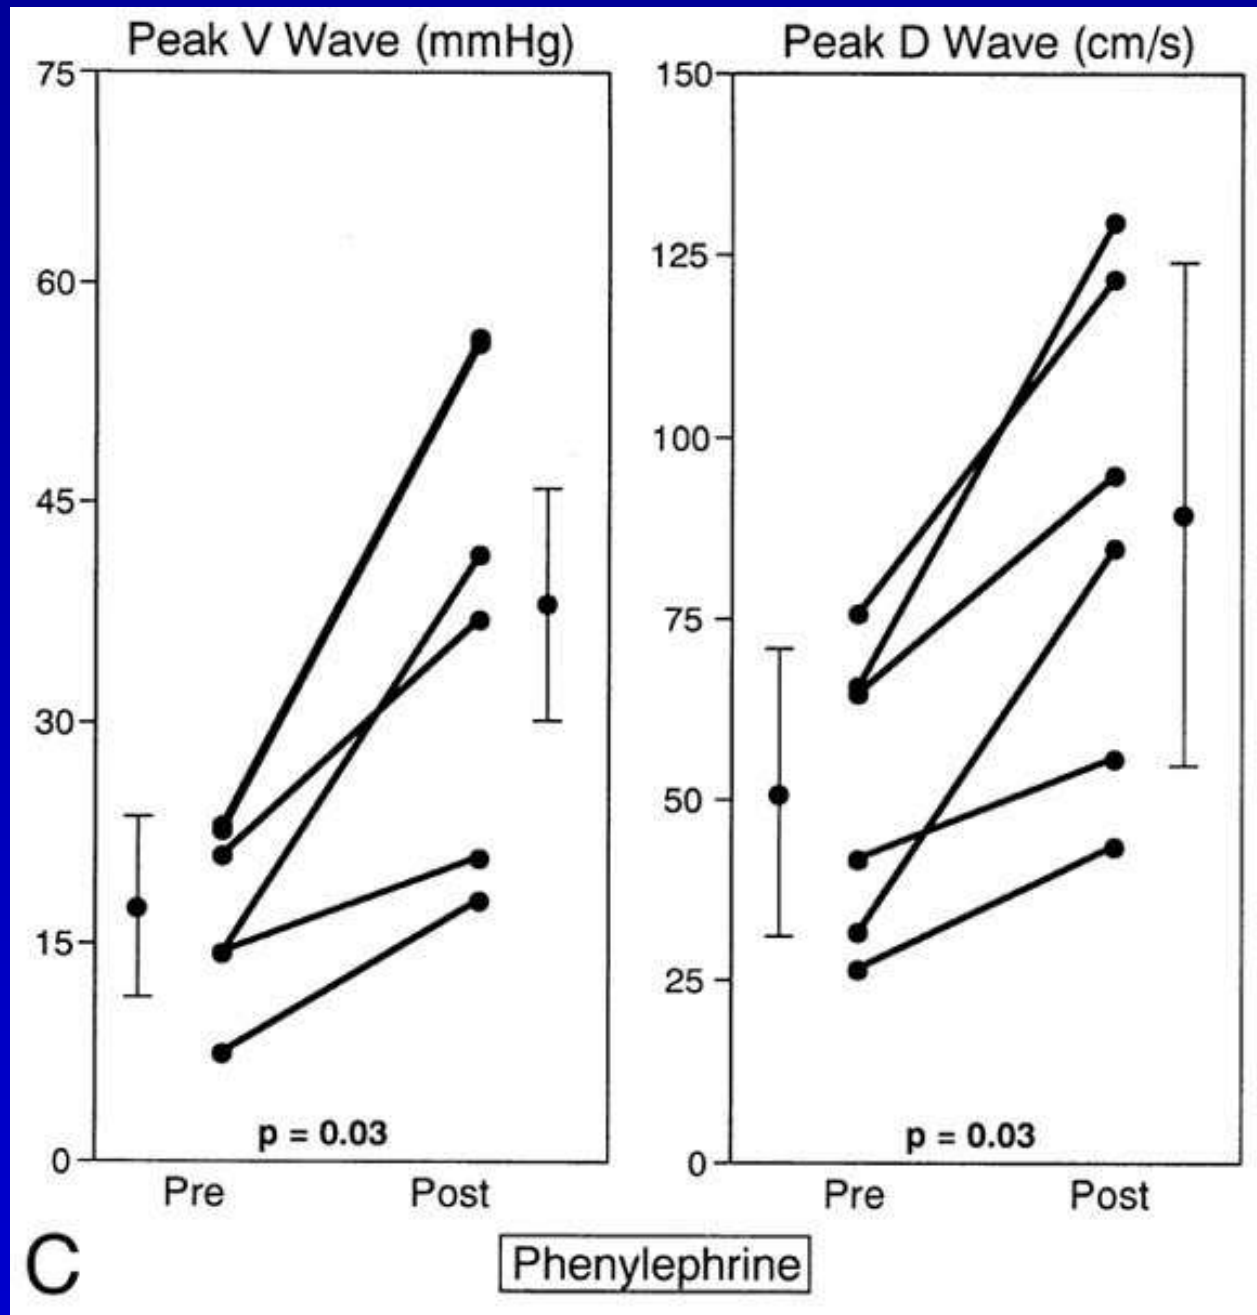 Peak V Wave (mmHg)
75
60
45
30
15
0
p = 0.03
Pre Post
Peak D Wave (cm/s)
150
125
100
75
50
25
0
p = 0.03
Pre Post
C
Phenylephrine